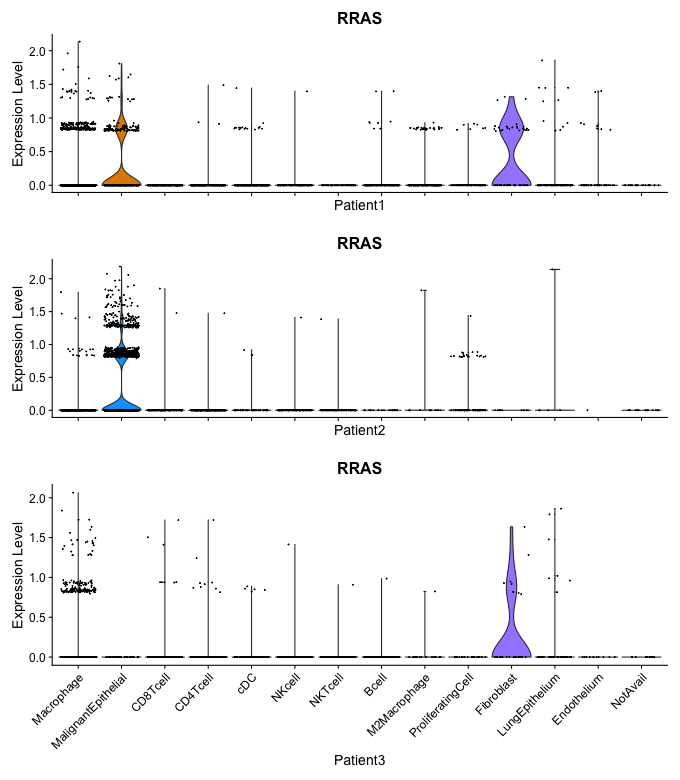 RRAS
Expression Level
2.0
1.5
1.0
0.5
0.0
Patient1
RRAS
Expression Level
2.0
1.5
1.0
0.5
0.0
Patient2
RRAS
Expression Level
2.0
1.5
1.0
0.5
0.0
Macrophage
MalignantEpithelial
CD8Tcell
CD4Tcell
cDC
NKcell
NKTcell
Bcell
M2Macrophage
ProliferatingCell
Fibroblast
LungEpithelium
Endothelium
NotAvail
Patient3